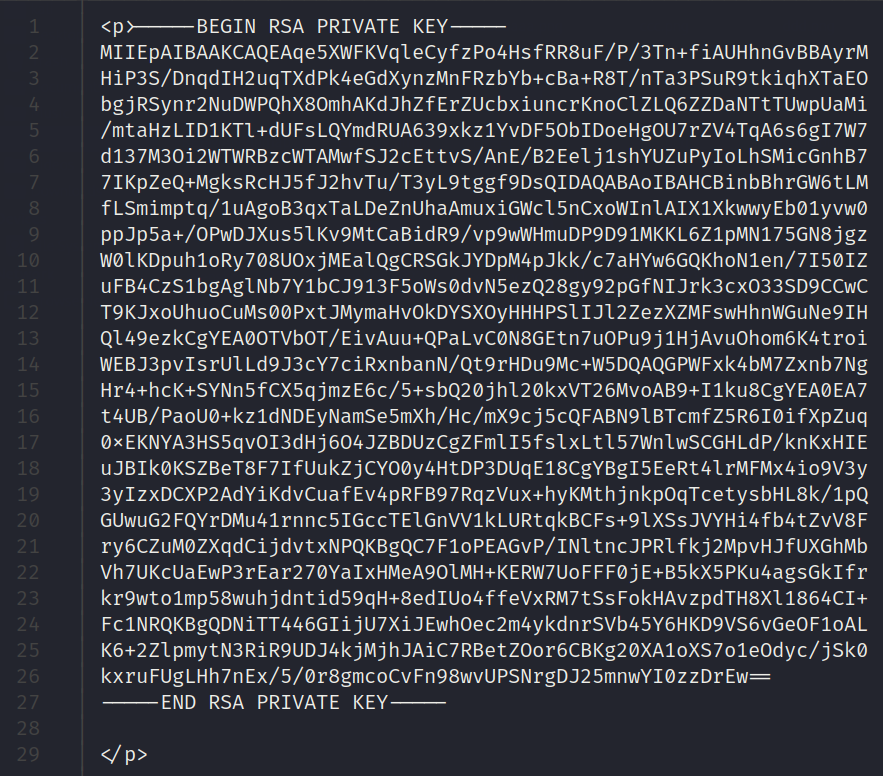 1 <p>-----BEGIN RSA PRIVATE KEY-----
2 MIIEpAIBAAKCAQEAqe5XWFKVqleCyfzPo4HsfRR8uF/P/3Tn+fiAUHhnGvBBAyrM
3 HiP3S/DnqdIH2uqTXdPk4eGdXynzMnFRzbYb+cBa+R8T/nTa3PSuR9tkiqhXTaEO
4 bgjRSynr2NuDWPQhX8OmhAKdJhZfErZUcbxiuncrKnoClZLQ6ZZDaNTtTUwpUaMi
5 /mtaHzLID1KTl+dUFsLQYmdRUA639xkz1YvDF5ObIDoeHgOU7rZV4TqA6s6gI7W7
6 d137M3Oi2WTWRBzcWTAMwfSJ2cEttvS/AnE/B2Eelj1shYUZuPyIoLhSMicGnhB7
7 7IKpZeQ+MgksRcHJ5fJ2hvTu/T3yL9tggf9DsQIDAQABAoIBAHCBinbBhrGW6tLM
8 fLSmimptq/1uAgoB3qxTaLDeZnUhaAmuxiGWcl5nCxoWInlAIX1XkwwyEb01yvw0
9 ppJp5a+/OPwDJXus5lKv9MtCaBidR9/vp9wWHmuDP9D91MKKL6Z1pMN175GN8jgz
10 W0lKDpuh1oRy708UOxjMEalQgCRSGkJYDpM4pJkk/c7aHYw6GQKhoN1en/7I50IZ
11 uFB4CzS1bgAglNb7Y1bCJ913F5oWs0dvN5ezQ28gy92pGfNIJrk3cxO33SD9CCwC
12 T9KJxoUhuoCuMs00PxtJMymaHvOkDYSXOyHHHPSlIJl2ZezXZMFswHhnWGuNe9IH
13 Ql49ezkCgYEA0OTVbOT/EivAuu+QPaLvC0N8GEtn7uOPu9j1HjAvuOhom6K4troi
14 WEBJ3pvIsrUlLd9J3cY7ciRxnbanN/Qt9rHDu9Mc+W5DQAQGPWFxk4bM7Zxnb7Ng
15 Hr4+hcK+SYNn5fCX5qjmzE6c/5+sbQ20jhl20kxVT26MvoAB9+I1ku8CgYEA0EA7
16 t4UB/PaoU0+kz1dNDEyNamSe5mXh/Hc/mX9cj5cQFABN9lBTcmfZ5R6I0ifXpZuq
17 0xEKNYA3HS5qvOI3dHj6O4JZBDUzCgZFmlI5fslxLtl57WnlwSCGHLdP/knKxHIE
18 uJBIk0KSZBeT8F7IfUukZjCYO0y4HtDP3DUqE18CgYBgI5EeRt4lrMFMx4io9V3y
19 3yIzxDCXP2AdYiKdvCuafEv4pRFB97RqzVux+hyKMthjnkpOqTcetysbHL8k/1pQ
20 GUwuG2FQYrDMu41rnnc5IGccTElGnVV1kLURtqkBCFs+9lXSsJVYHi4fb4tZvV8F
21 ry6CZuM0ZXqdCijdvtxNPQKBgQC7F1oPEAGvP/INltncJPRlfkj2MpvHJfUXGhMb
22 Vh7UKcUaEwP3rEar270YaIxHMeA9OlMH+KERW7UoFFF0jE+B5kX5PKu4agsGkIfr
23 kr9wto1mp58wuhjdntid59qH+8edIUo4ffeVxRM7tSsFokHAvzpdTH8Xl1864CI+
24 Fc1NRQKBgQDNiTT446GIijU7XiJEwhOec2m4ykdnrSVb45Y6HKD9VS6vGeOF1oAL
25 K6+2ZlpmytN3RiR9UDJ4kjMjhJAiC7RBetZOor6CBKg20XA1oXS7o1eOdyc/jSk0
26 kxruFUgLHh7nEx/5/0r8gmcoCvFn98wvUPSNrgDJ25mnwYI0zzDrEw==
27 -----END RSA PRIVATE KEY-----
28
29 </p>